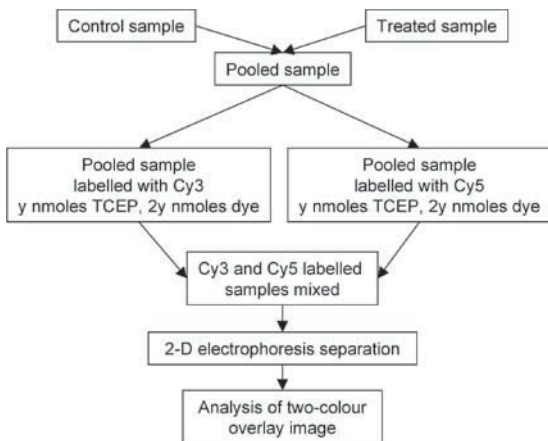 Control sample
Treated sample
Pooled sample
Pooled sample
labelled with Cy3
y nmoles TCEP, 2y nmoles dye
Pooled sample
labelled with Cy5
y nmoles TCEP, 2y nmoles dye
Cy3 and Cy5 labelled
samples mixed
2-D electrophoresis separation
Analysis of two-colour
overlay image